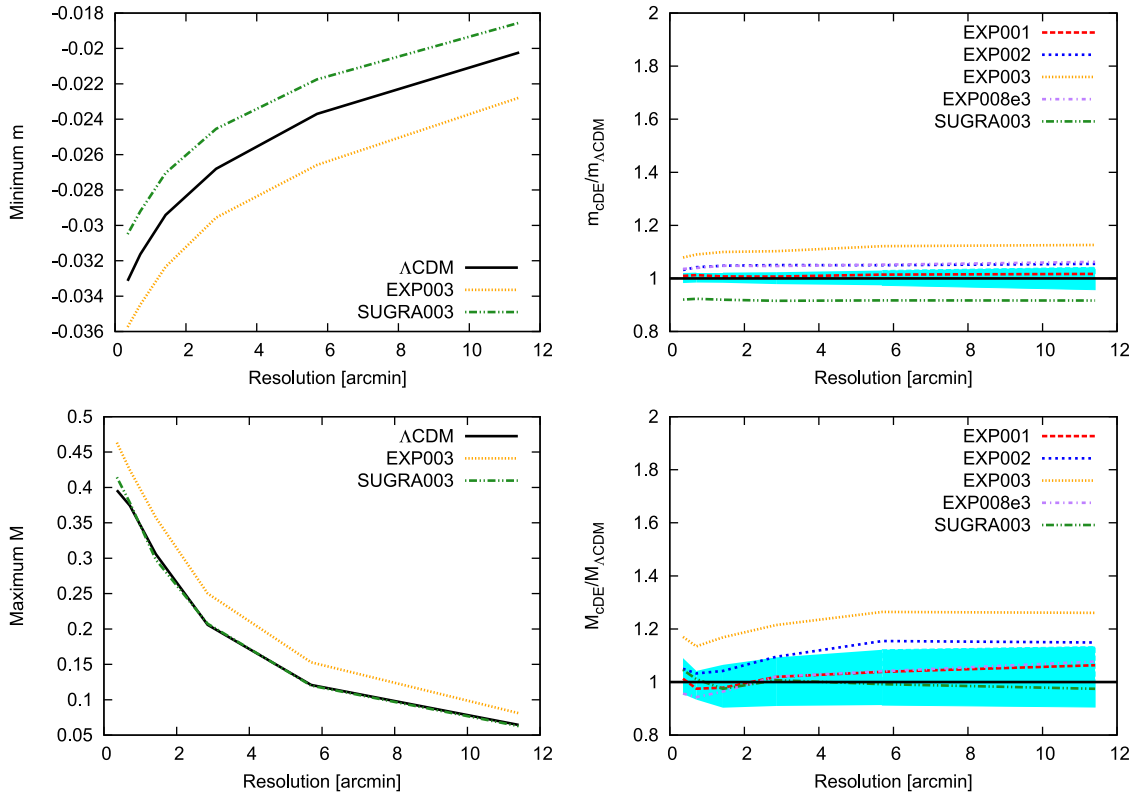 -0.018
-0.02
-0.022
-0.024
-0.026
-0.028
-0.03
-0.032
-0.034
-0.036
Minimum m
ΛCDM
EXP003
SUGRA003
0 2 4 6 8 10 12
Resolution [arcmin]
2
1.8
1.6
1.4
1.2
1
0.8
m_cDE/m_ΛCDM
EXP001
EXP002
EXP003
EXP008e3
SUGRA003
0 2 4 6 8 10 12
Resolution [arcmin]
0.5
0.45
0.4
0.35
0.3
0.25
0.2
0.15
0.1
0.05
Maximum M
ΛCDM
EXP003
SUGRA003
0 2 4 6 8 10 12
Resolution [arcmin]
2
1.8
1.6
1.4
1.2
1
0.8
M_cDE/M_ΛCDM
EXP001
EXP002
EXP003
EXP008e3
SUGRA003
0 2 4 6 8 10 12
Resolution [arcmin]